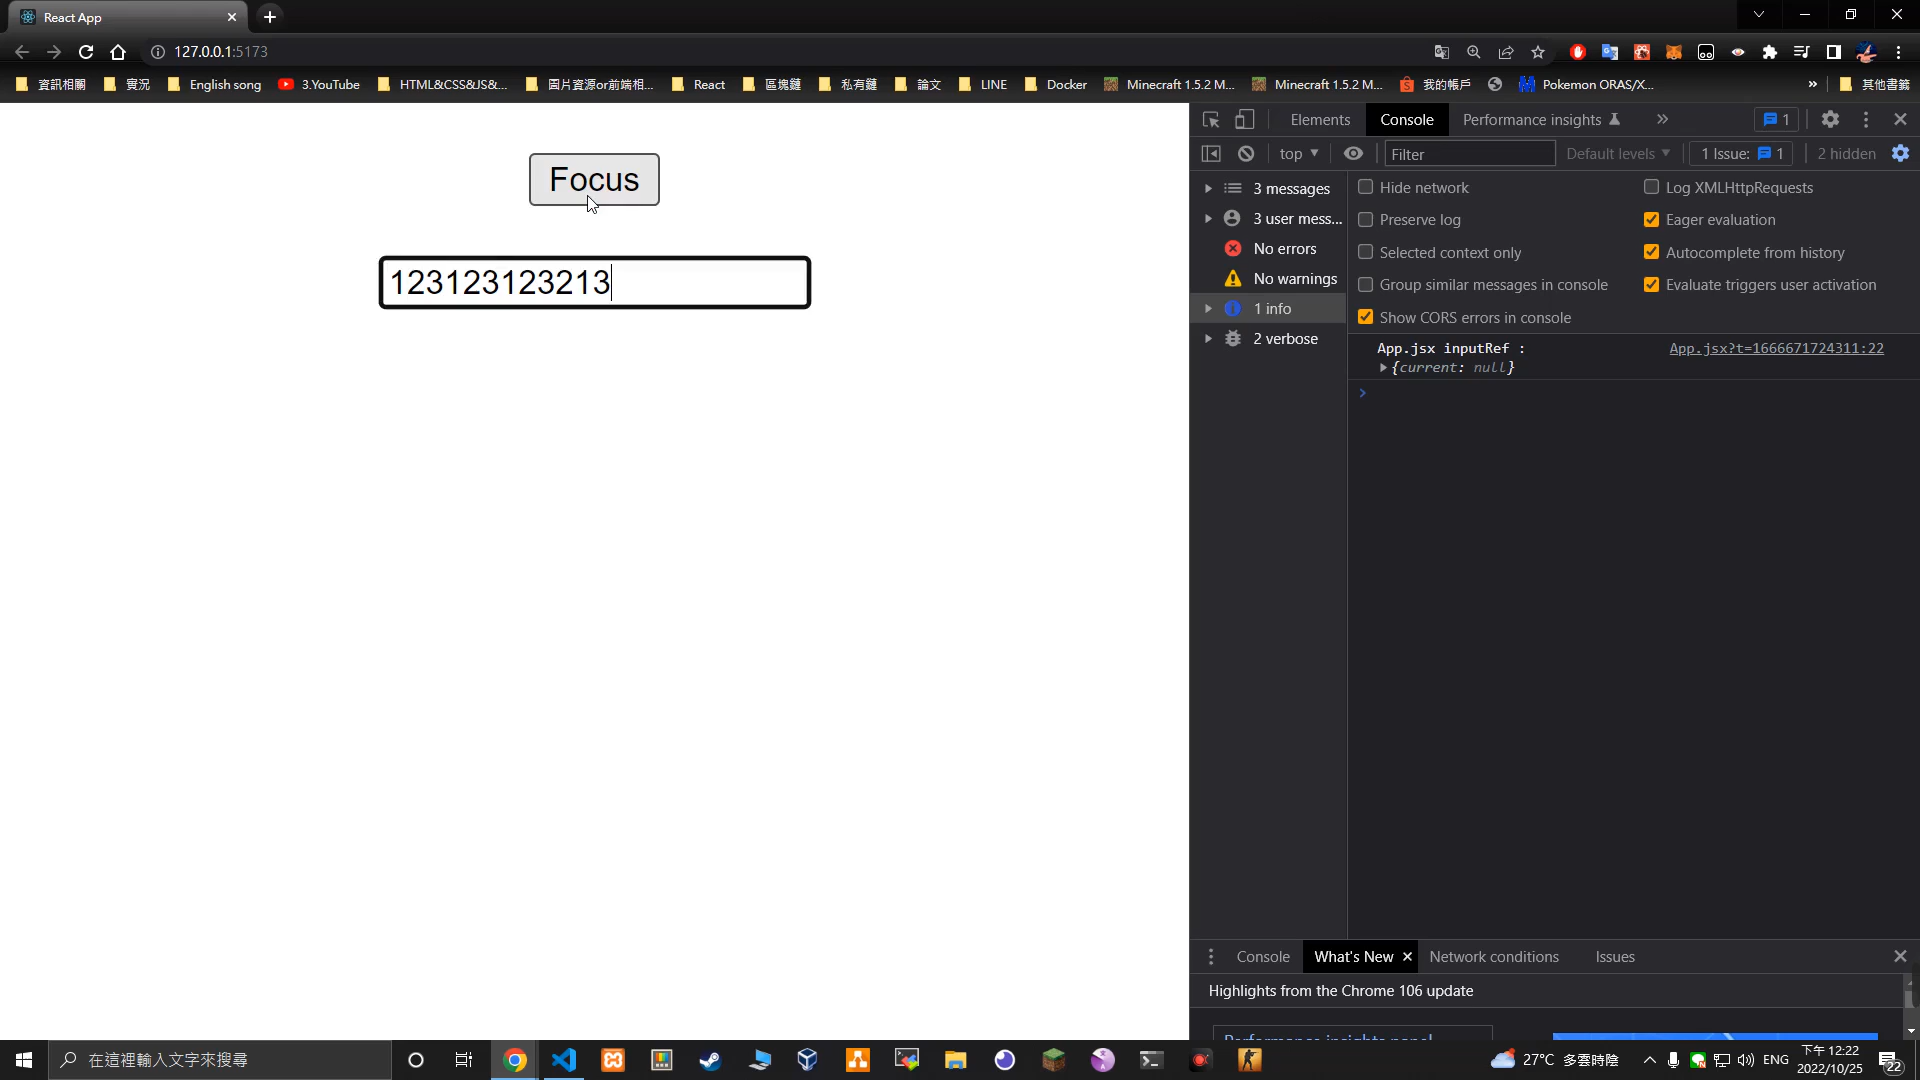 React App
127.0.0.1:5173
資訊相關 實況 English song 3.YouTube HTML&CSS&JS&... 圖片資源or前端相... React 區塊鏈 私有鏈 論文 LINE Docker Minecraft 1.5.2 M... Minecraft 1.5.2 M... 我的帳戶 Pokemon ORAS/X... » 其他書籤
Focus
123123123213
Elements Console Performance insights » 1
top Filter Default levels 1 Issue: 1 2 hidden
3 messages
3 user mess...
No errors
No warnings
1 info
2 verbose
Hide network Log XMLHttpRequests
Preserve log Eager evaluation
Selected context only Autocomplete from history
Group similar messages in console Evaluate triggers user activation
Show CORS errors in console
App.jsx inputRef : App.jsx?t=1666671724311:22
{current: null}
Console What's New Network conditions Issues
Highlights from the Chrome 106 update
Performance insights panel
在這裡輸入文字來搜尋 27°C 多雲時陰 ENG 下午 12:22
2022/10/25 22